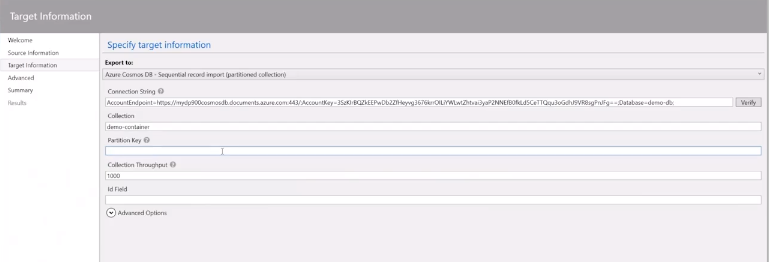 Target Information
Welcome
Source Information
Target Information
Advanced
Summary
Results
Specify target information
Export to:
Azure Cosmos DB - Sequential record import (partitioned collection)
Connection String
AccountEndpoint=https://mydp900cosmosdb.documents.azure.com:443/;AccountKey=
;Database=demo-db;
Verify
Collection
demo-container
Partition Key
Collection Throughput
1000
Id Field
Advanced Options